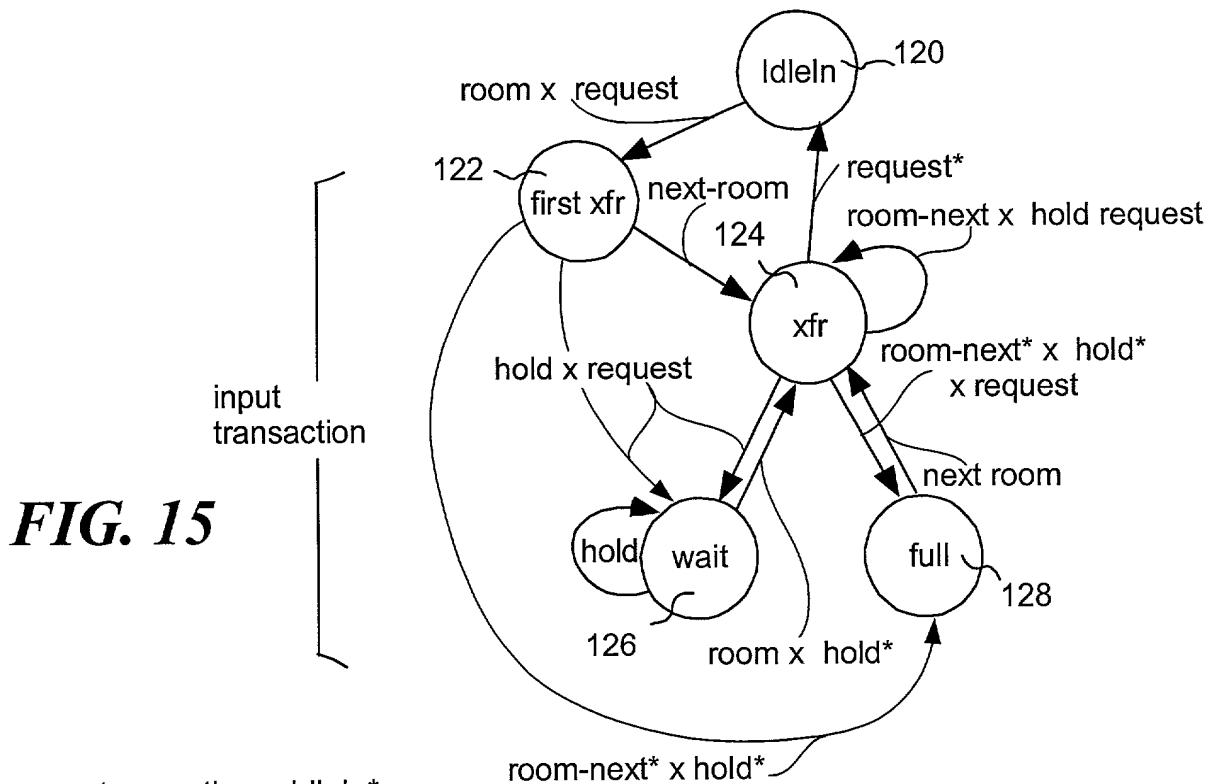 IdleIn
120
room x request
122
first xfr
next-room
124
request*
room-next x hold request
xfr
room-next* x hold*
x request
hold x request
input
transaction
next room
FIG. 15
hold
wait
full
128
126
room x hold*
room-next* x hold*